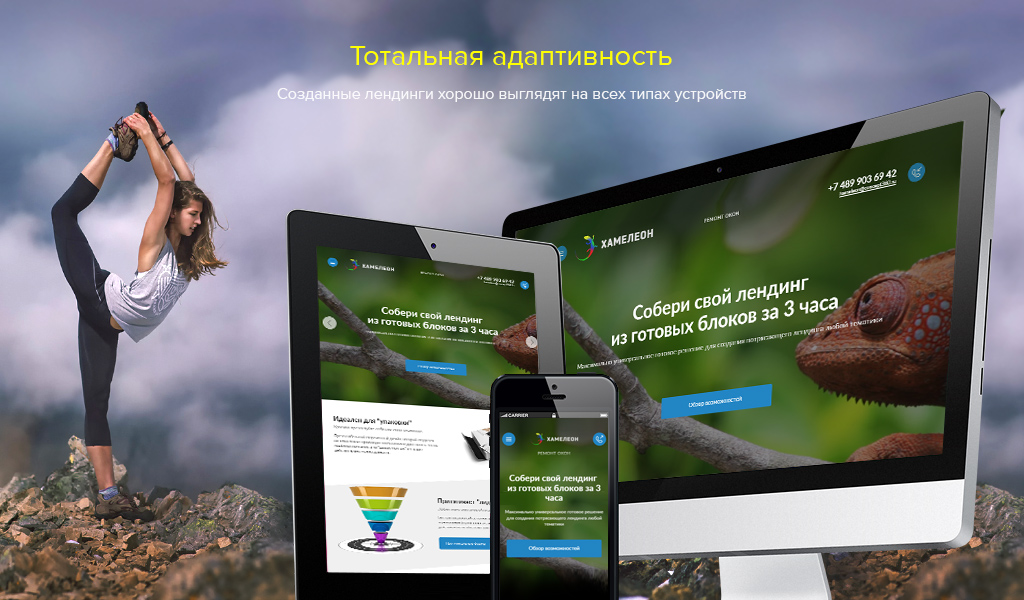 Тотальная адаптивность
Созданные лендинги хорошо выглядят на всех типах устройств
+7 489 903 69 42
РЕМОНТ ОКОН
ХАМЕЛЕОН
Собери свой лендинг
из готовых блоков за 3 часа
Максимально универсальное готовое решение для создания потрясающего лендинга любой тематики
Обзор возможностей
ХАМЕЛЕОН
+7 489 903 69 42
Собери свой лендинг
из готовых блоков за 3 часа
Обзор возможностей
Идеален для "упаковки"
CARRIER
ХАМЕЛЕОН
РЕМОНТ ОКОН
Собери свой лендинг
из готовых блоков за 3
часа
Максимально универсальное готовое решение
для создания потрясающего лендинга любой
тематики
Обзор возможностей